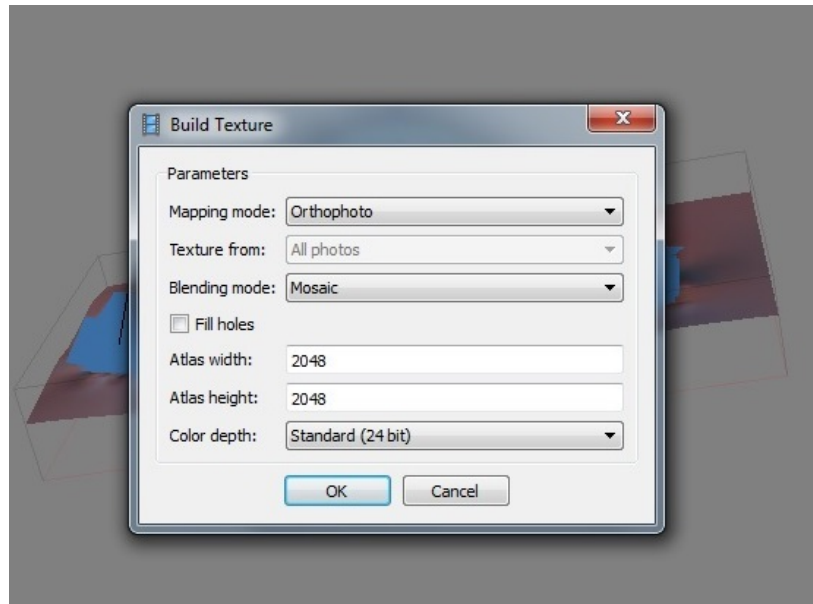 Build Texture
Parameters
Mapping mode: Orthophoto
Texture from: All photos
Blending mode: Mosaic
Fill holes
Atlas width: 2048
Atlas height: 2048
Color depth: Standard (24 bit)
OK Cancel